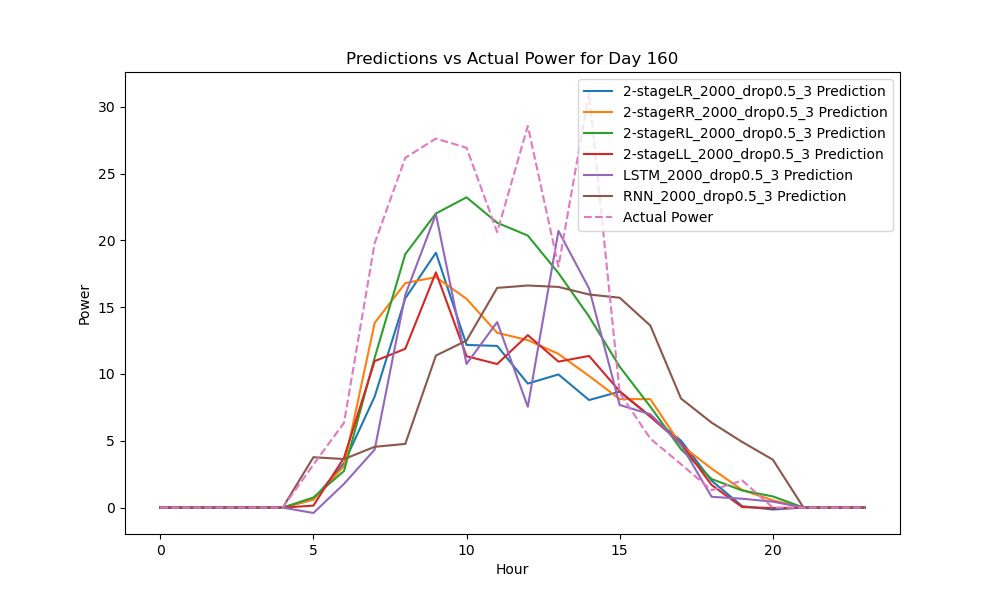 Predictions vs Actual Power for Day 160
2-stageLR_2000_drop0.5_3 Prediction
2-stageRR_2000_drop0.5_3 Prediction
2-stageRL_2000_drop0.5_3 Prediction
2-stageLL_2000_drop0.5_3 Prediction
LSTM_2000_drop0.5_3 Prediction
RNN_2000_drop0.5_3 Prediction
Actual Power
Power
30
25
20
15
10
5
0
0 5 10 15 20
Hour